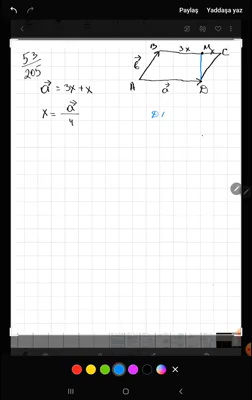 Paylaş Yaddaşa yaz
53
205
a⃗ = 3x + x
x = a⃗
4
B 3x M x C
b⃗
A a⃗ D